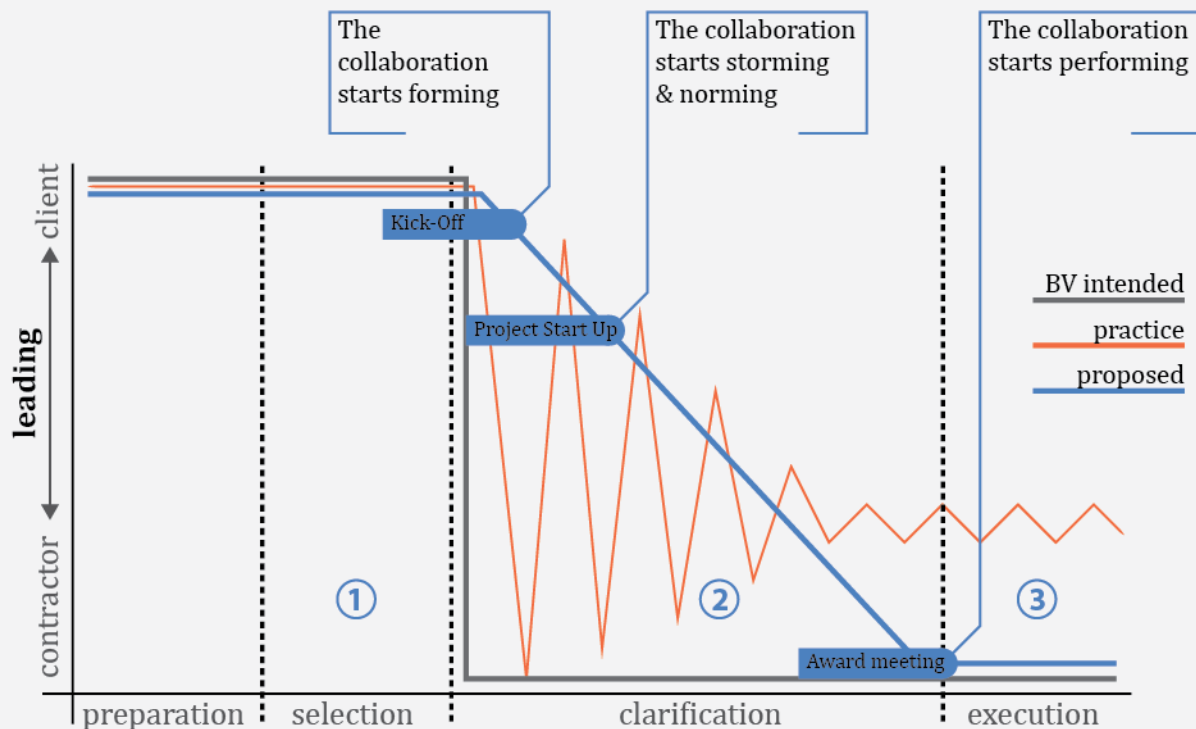 The
collaboration
starts forming
The collaboration
starts storming
& norming
The collaboration
starts performing
client
leading
contractor
Kick-Off
Project Start Up
Award meeting
BV intended
practice
proposed
1
2
3
preparation
selection
clarification
execution